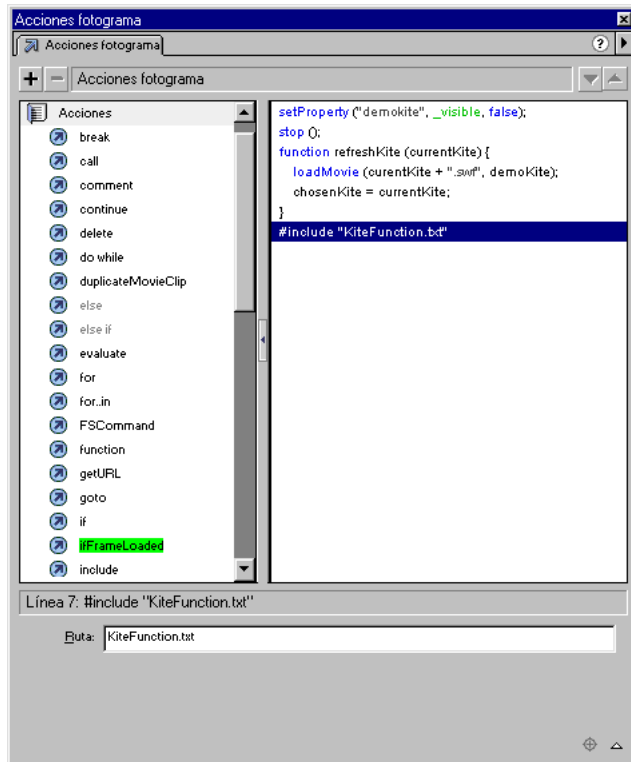 Acciones fotograma
Acciones fotograma
Acciones fotograma
Acciones
break
call
comment
continue
delete
do while
duplicateMovieClip
else
else if
evaluate
for
for..in
FSCommand
function
getURL
goto
if
ifFrameLoaded
include
setProperty ("demokite", _visible, false);
stop ();
function refreshKite (currentKite) {
loadMovie (curentKite + ".swf", demoKite);
chosenKite = currentKite;
}
#include "KiteFunction.txt"
Línea 7: #include "KiteFunction.txt"
Ruta: KiteFunction.txt